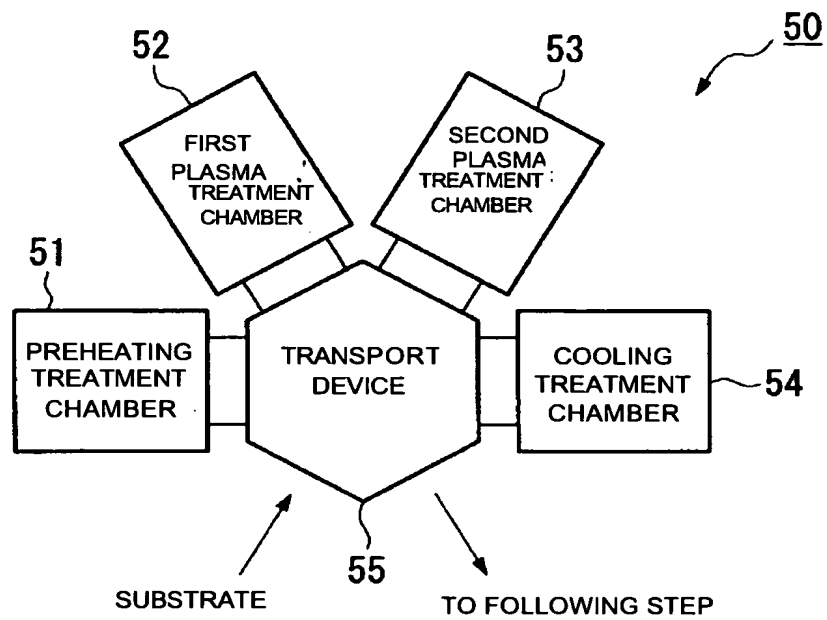 50
52
53
FIRST
PLASMA
TREATMENT
CHAMBER
SECOND
PLASMA
TREATMENT
CHAMBER
51
PREHEATING
TREATMENT
CHAMBER
TRANSPORT
DEVICE
COOLING
TREATMENT
CHAMBER
54
55
SUBSTRATE
TO FOLLOWING STEP